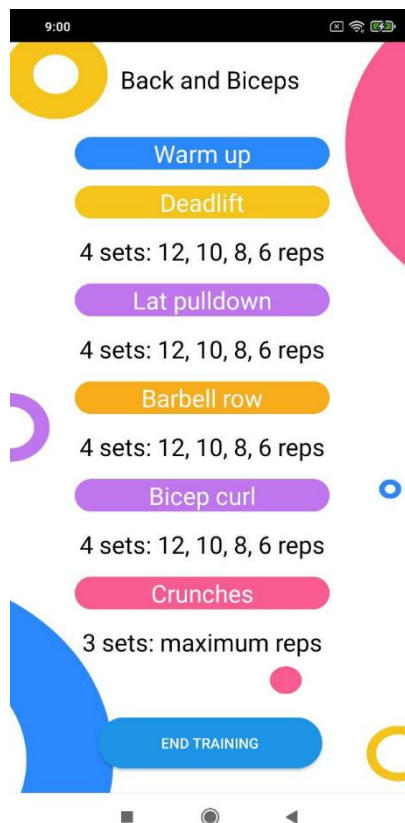 9:00
Back and Biceps
Warm up
Deadlift
4 sets: 12, 10, 8, 6 reps
Lat pulldown
4 sets: 12, 10, 8, 6 reps
Barbell row
4 sets: 12, 10, 8, 6 reps
Bicep curl
4 sets: 12, 10, 8, 6 reps
Crunches
3 sets: maximum reps
END TRAINING